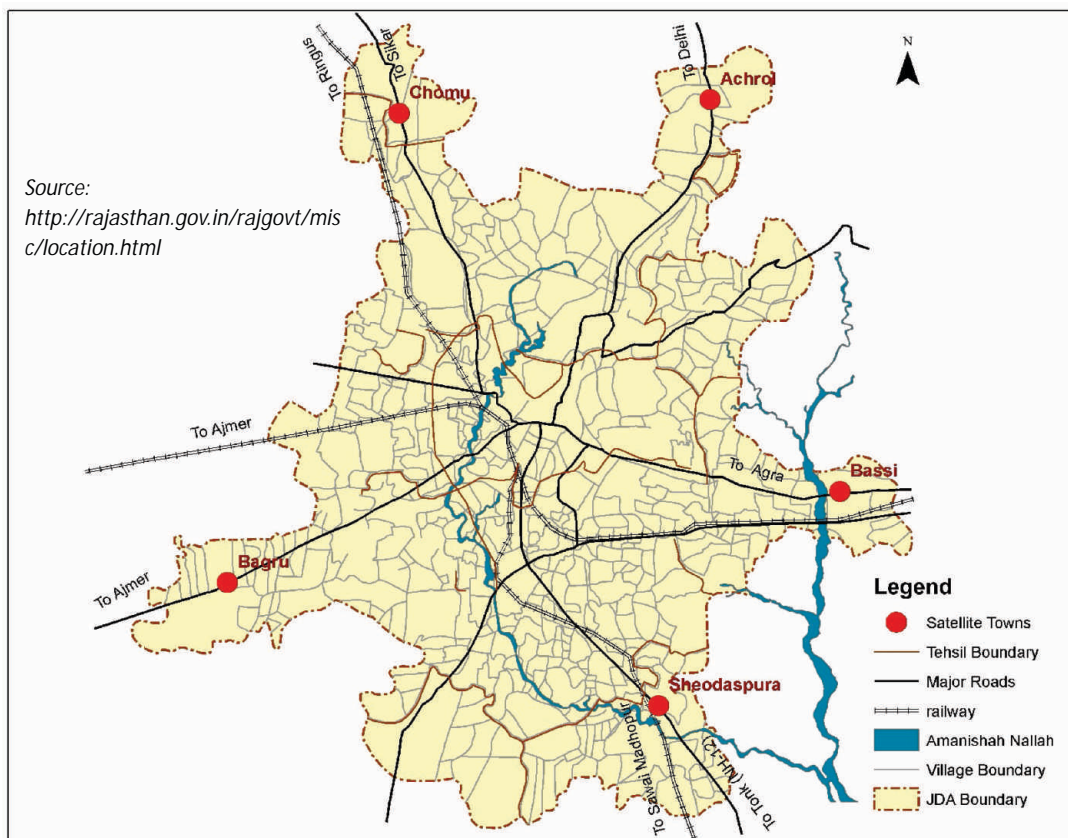 To Ringus
To Sikar
Chomu
To Delhi
Achrol
N
Source:
http://rajasthan.gov.in/rajgovt/mis
c/location.html
To Ajmer
To Agra
Bassi
Bagru
To Ajmer
Sheodaspura
To Sawai Madhopur
To Tonk (NH-12)
Legend
Satellite Towns
Tehsil Boundary
Major Roads
railway
Amanishah Nallah
Village Boundary
JDA Boundary